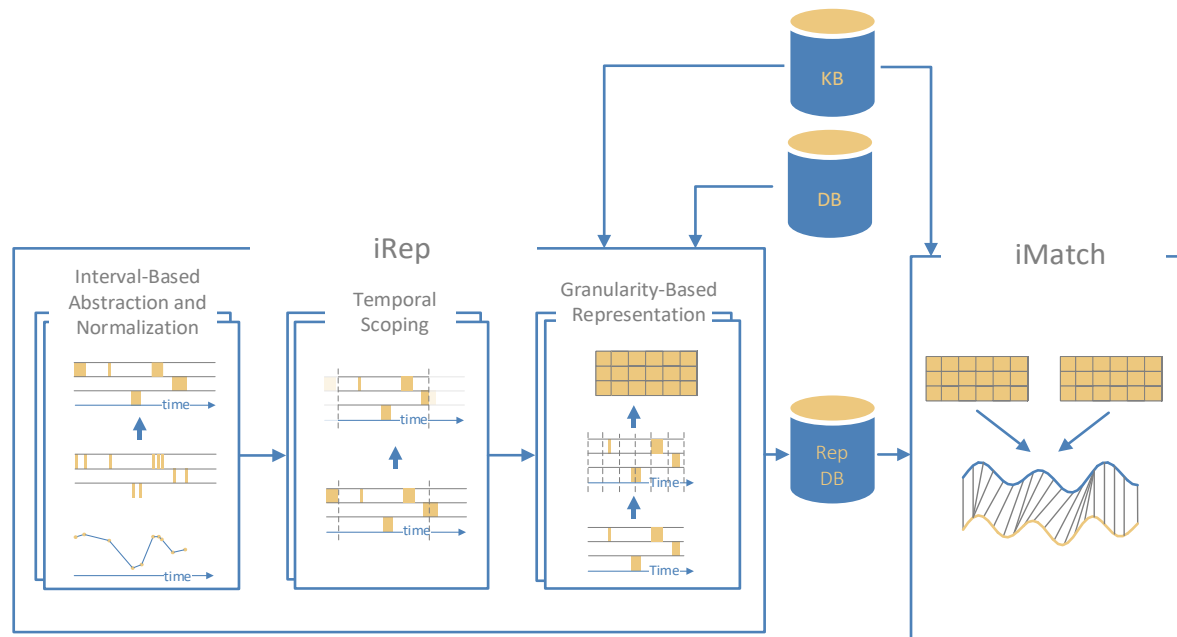 KB
DB
iRep
iMatch
Interval-Based
Abstraction and
Normalization
Temporal
Scoping
Granularity-Based
Representation
time
time
time
time
Time
Time
Rep
DB